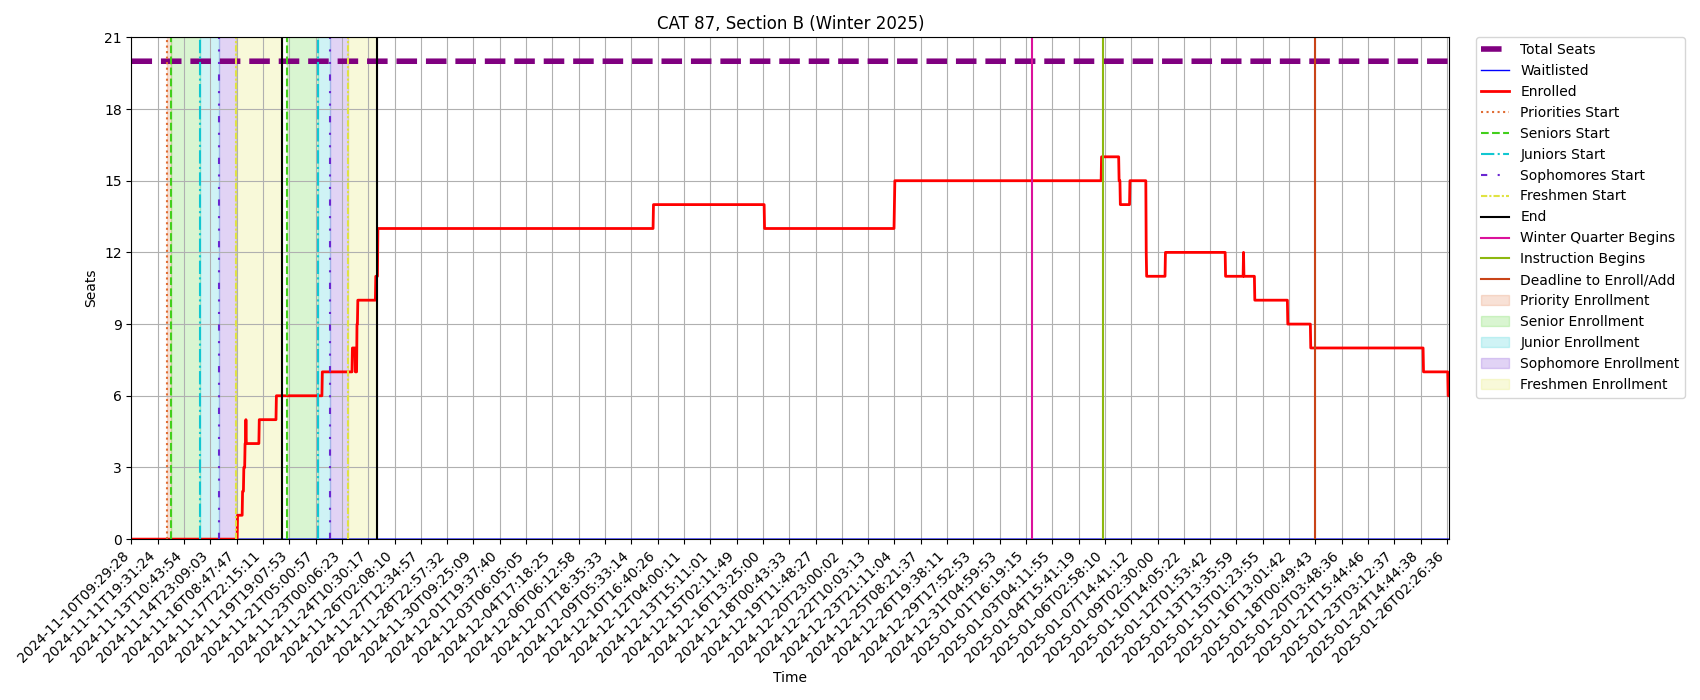 CAT 87, Section B (Winter 2025)
21
18
15
12
9
6
3
0
Seats
2024-11-10T09:29:28
2024-11-11T19:31:24
2024-11-13T10:43:54
2024-11-14T23:09:03
2024-11-16T08:47:47
2024-11-17T22:15:11
2024-11-19T19:07:53
2024-11-21T05:00:57
2024-11-23T00:06:23
2024-11-24T10:30:17
2024-11-26T02:08:10
2024-11-27T12:34:57
2024-11-28T22:57:32
2024-11-30T09:25:09
2024-12-01T19:37:40
2024-12-03T06:05:05
2024-12-04T17:18:25
2024-12-06T06:12:58
2024-12-07T18:35:33
2024-12-09T05:33:14
2024-12-10T16:40:26
2024-12-12T04:00:11
2024-12-13T15:11:01
2024-12-15T02:11:49
2024-12-16T13:25:00
2024-12-18T00:43:33
2024-12-19T11:48:27
2024-12-20T23:00:02
2024-12-22T10:03:13
2024-12-23T21:11:04
2024-12-25T08:21:37
2024-12-26T19:38:11
2024-12-29T17:52:53
2024-12-31T04:59:53
2025-01-01T16:19:15
2025-01-03T04:11:55
2025-01-04T15:41:19
2025-01-06T02:58:10
2025-01-07T14:41:12
2025-01-09T02:30:00
2025-01-10T14:05:22
2025-01-12T01:53:42
2025-01-13T13:35:59
2025-01-15T01:23:55
2025-01-16T13:01:42
2025-01-18T00:49:43
2025-01-20T03:48:36
2025-01-21T15:44:46
2025-01-23T03:12:37
2025-01-24T14:44:38
2025-01-26T02:26:36
Time
Total Seats
Waitlisted
Enrolled
Priorities Start
Seniors Start
Juniors Start
Sophomores Start
Freshmen Start
End
Winter Quarter Begins
Instruction Begins
Deadline to Enroll/Add
Priority Enrollment
Senior Enrollment
Junior Enrollment
Sophomore Enrollment
Freshmen Enrollment